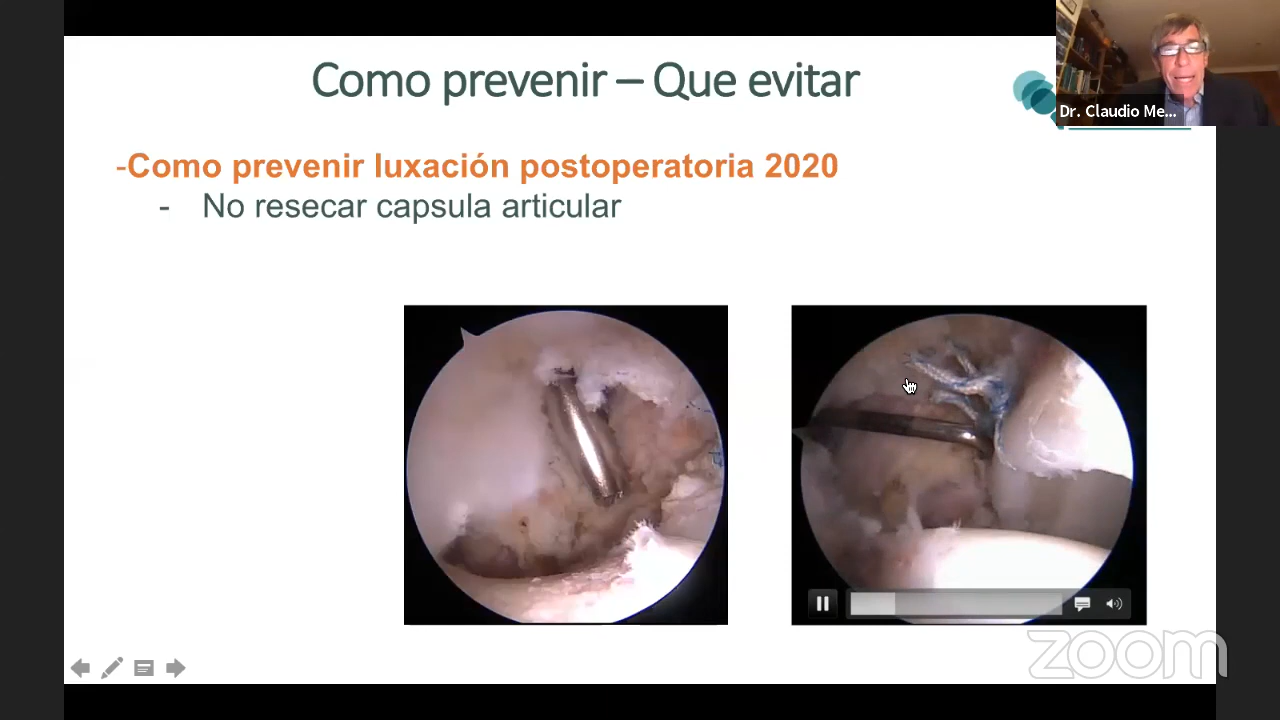 Como prevenir – Que evitar
Dr. Claudio Me...
-Como prevenir luxación postoperatoria 2020
- No resecar capsula articular
zoom